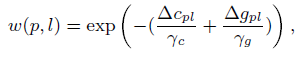 w(p, l) = exp ( −( Δc_{pl} / γ_c + Δg_{pl} / γ_g ) ) ,